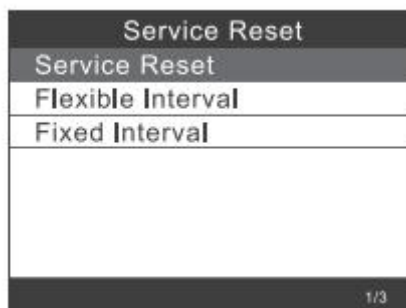 Service Reset
Service Reset
Flexible Interval
Fixed Interval
1/3